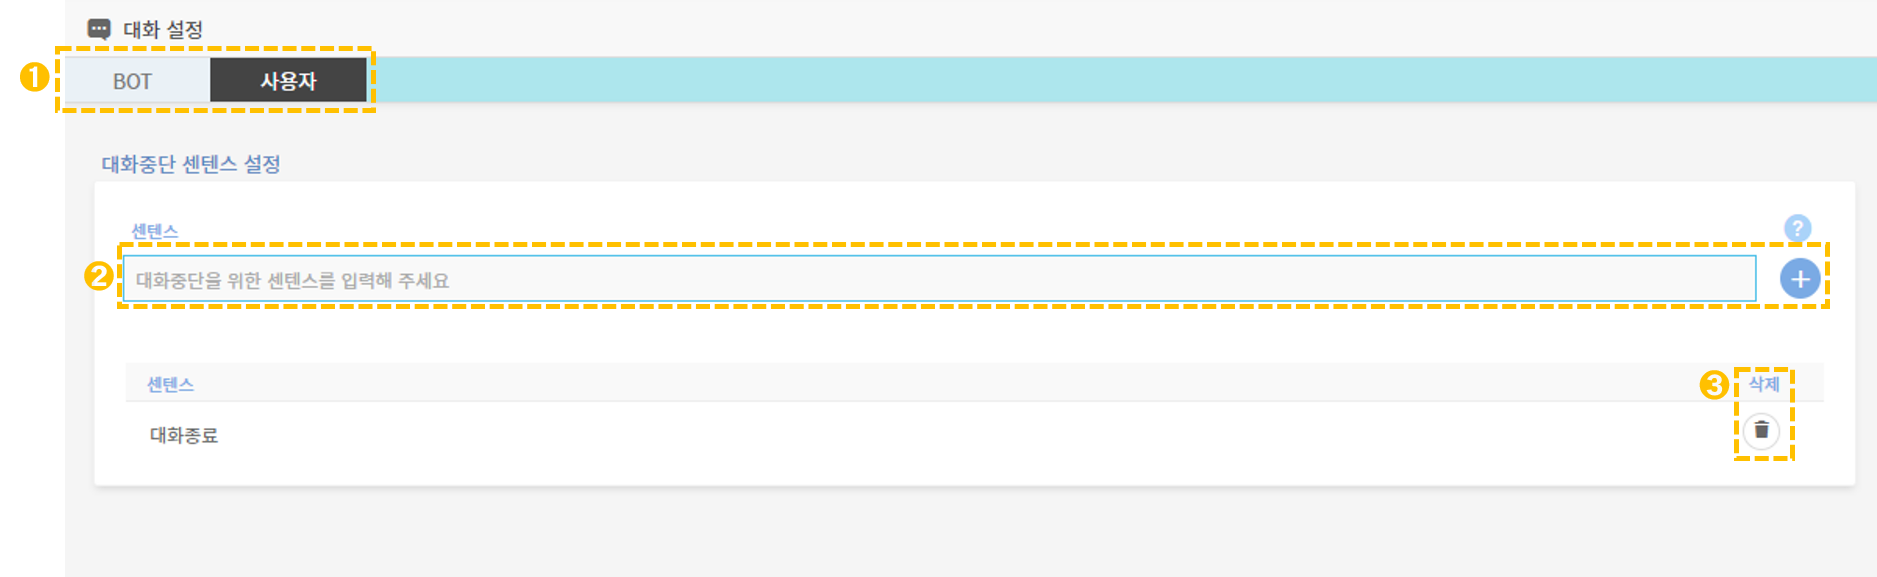 대화 설정
1 BOT 사용자
대화중단 센텐스 설정
센텐스 ?
2 대화중단을 위한 센텐스를 입력해 주세요 +
센텐스 3 삭제
대화종료